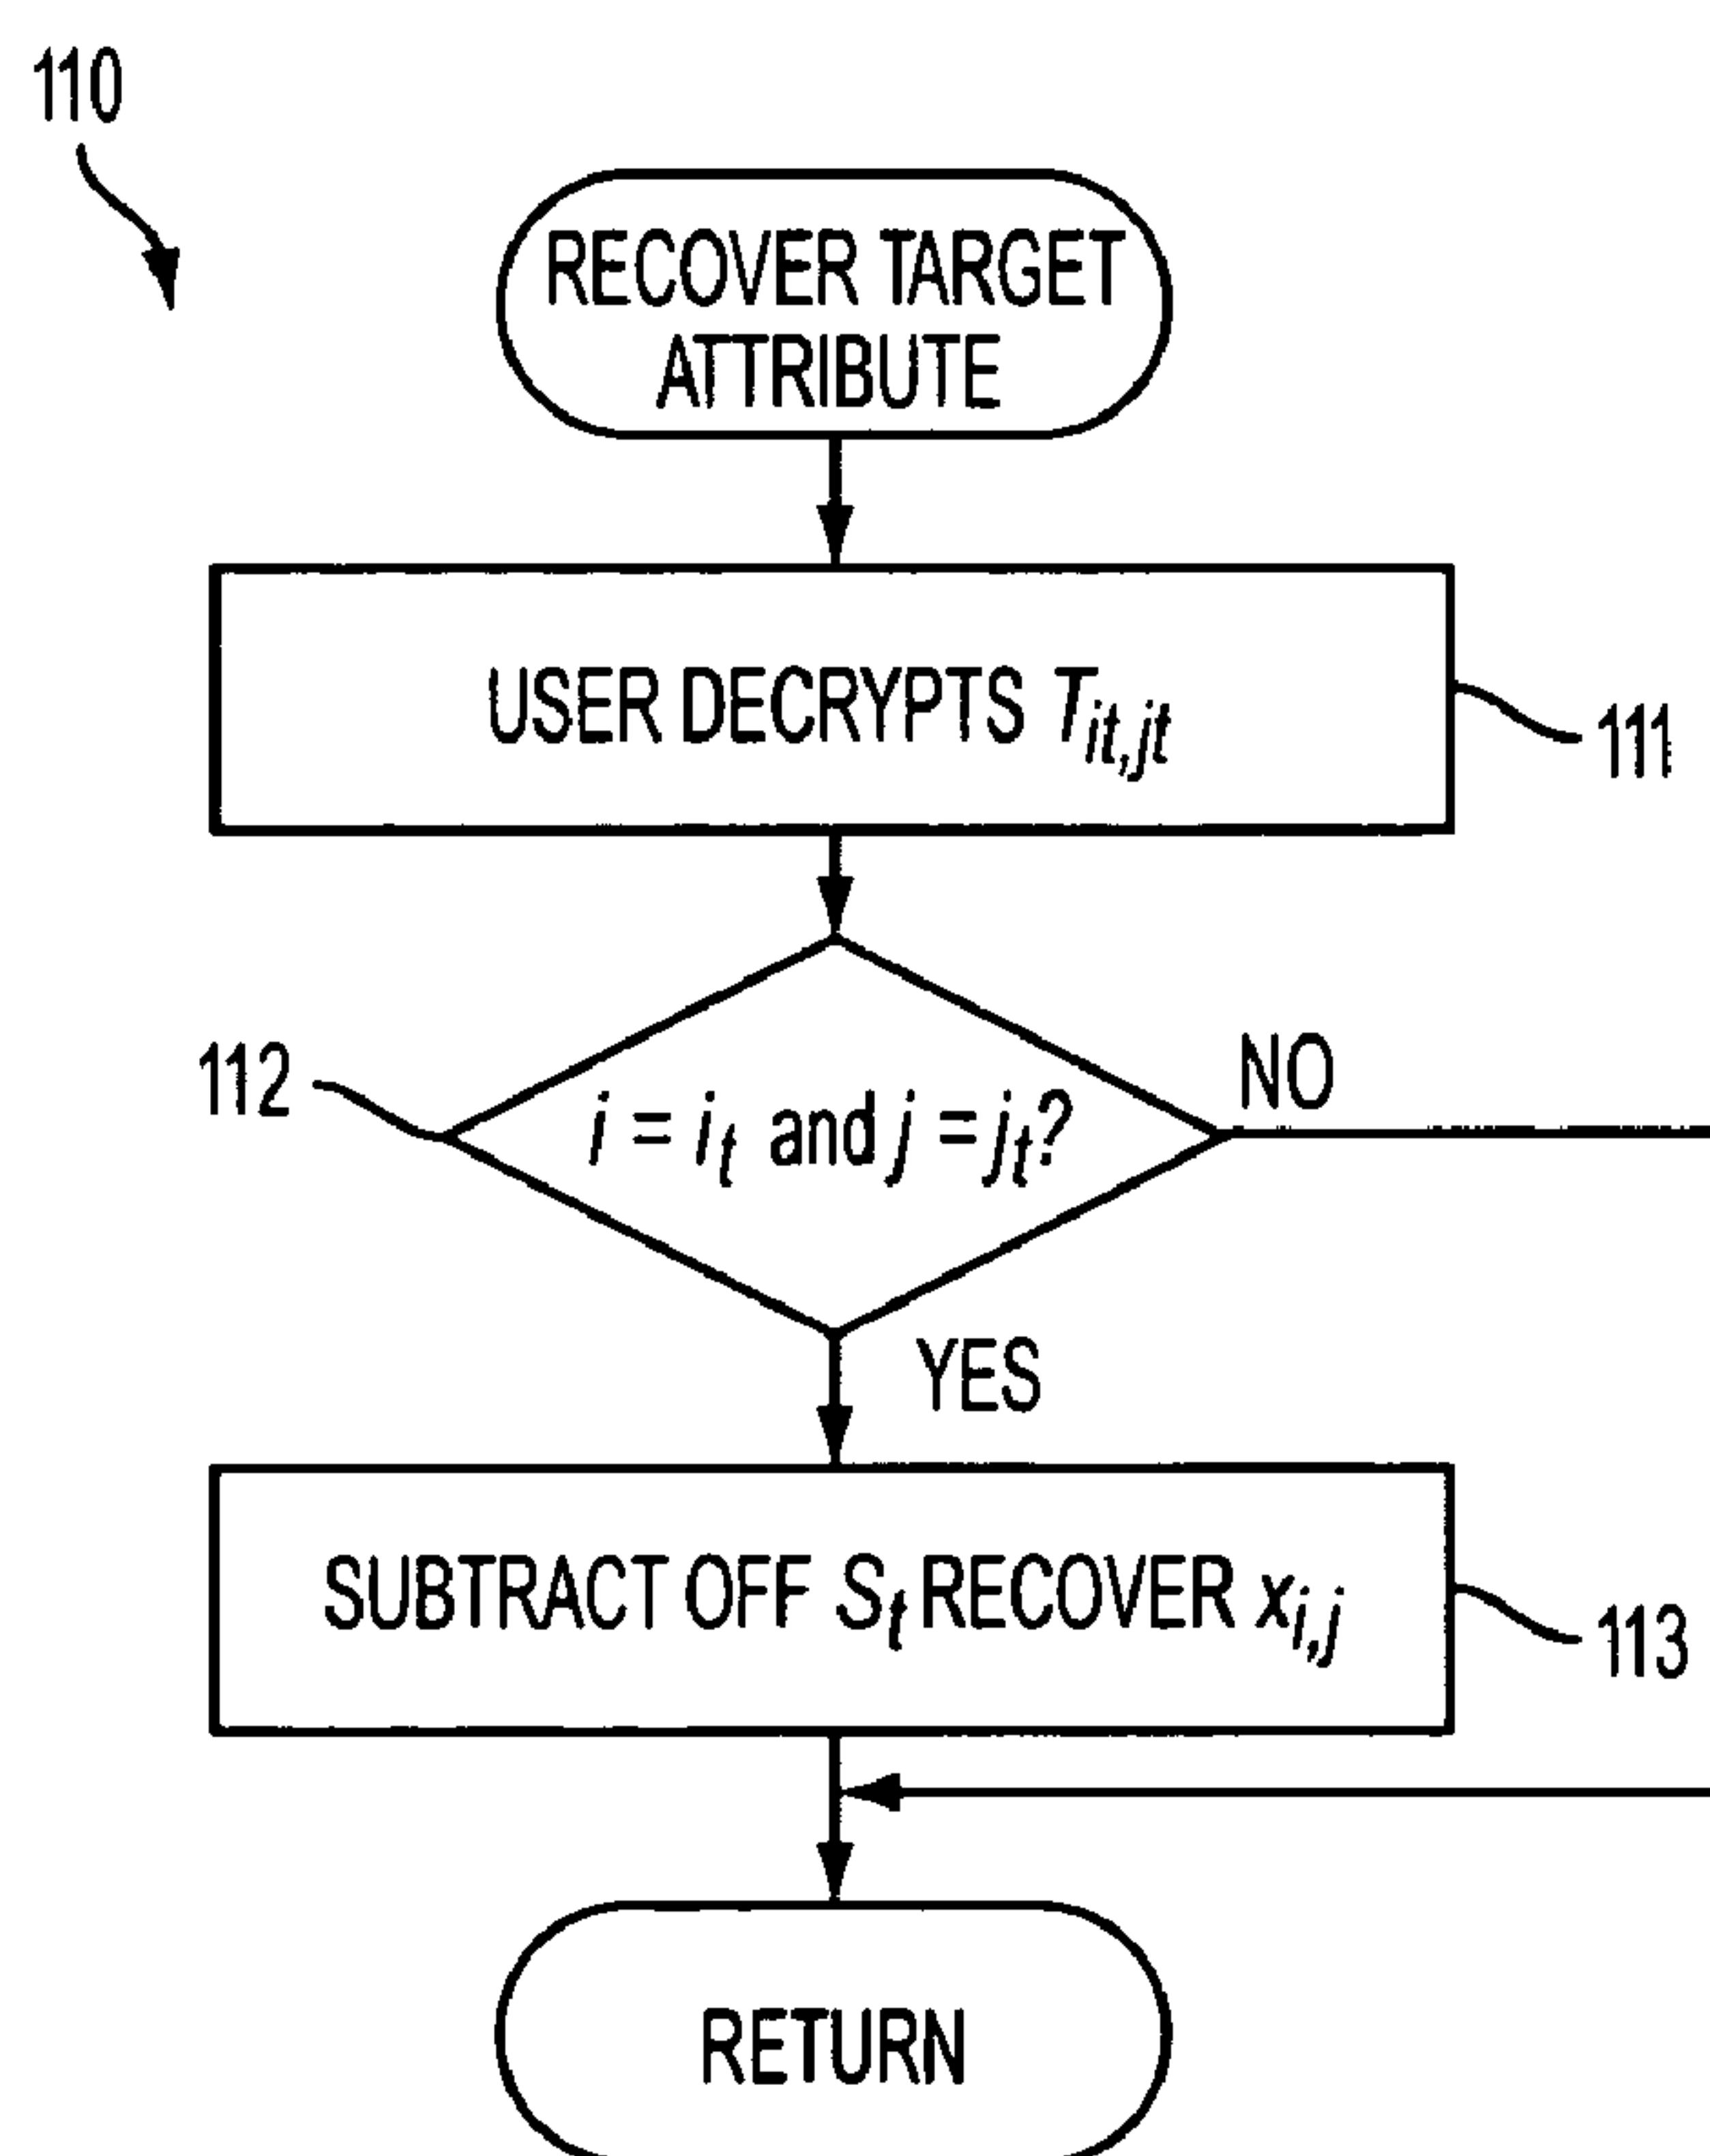 110
RECOVER TARGET
ATTRIBUTE
USER DECRYPTS T_{it,jt}
111
112
i = i_t and j = j_t?
NO
YES
SUBTRACT OFF S_t RECOVER x_{i,j}
113
RETURN